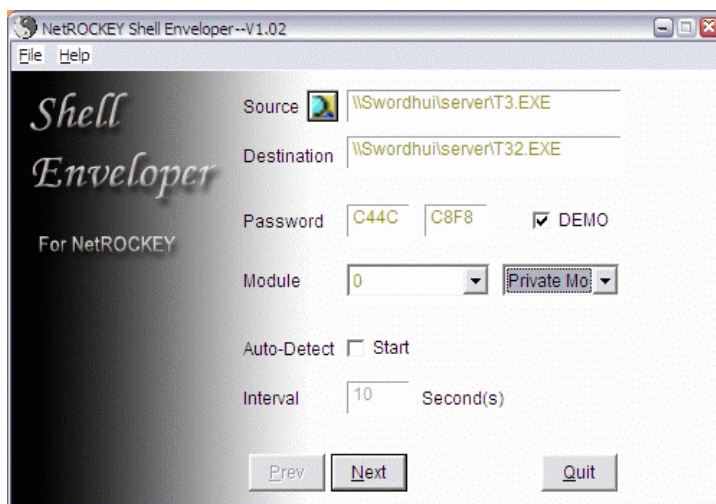 NetROCKEY Shell Enveloper--V1.02
File Help
Shell
Enveloper
For NetROCKEY
Source \\Swordhui\server\T3.EXE
Destination \\Swordhui\server\T32.EXE
Password C44C C8F8 DEMO
Module 0 Private Mo
Auto-Detect Start
Interval 10 Second(s)
Prev Next Quit